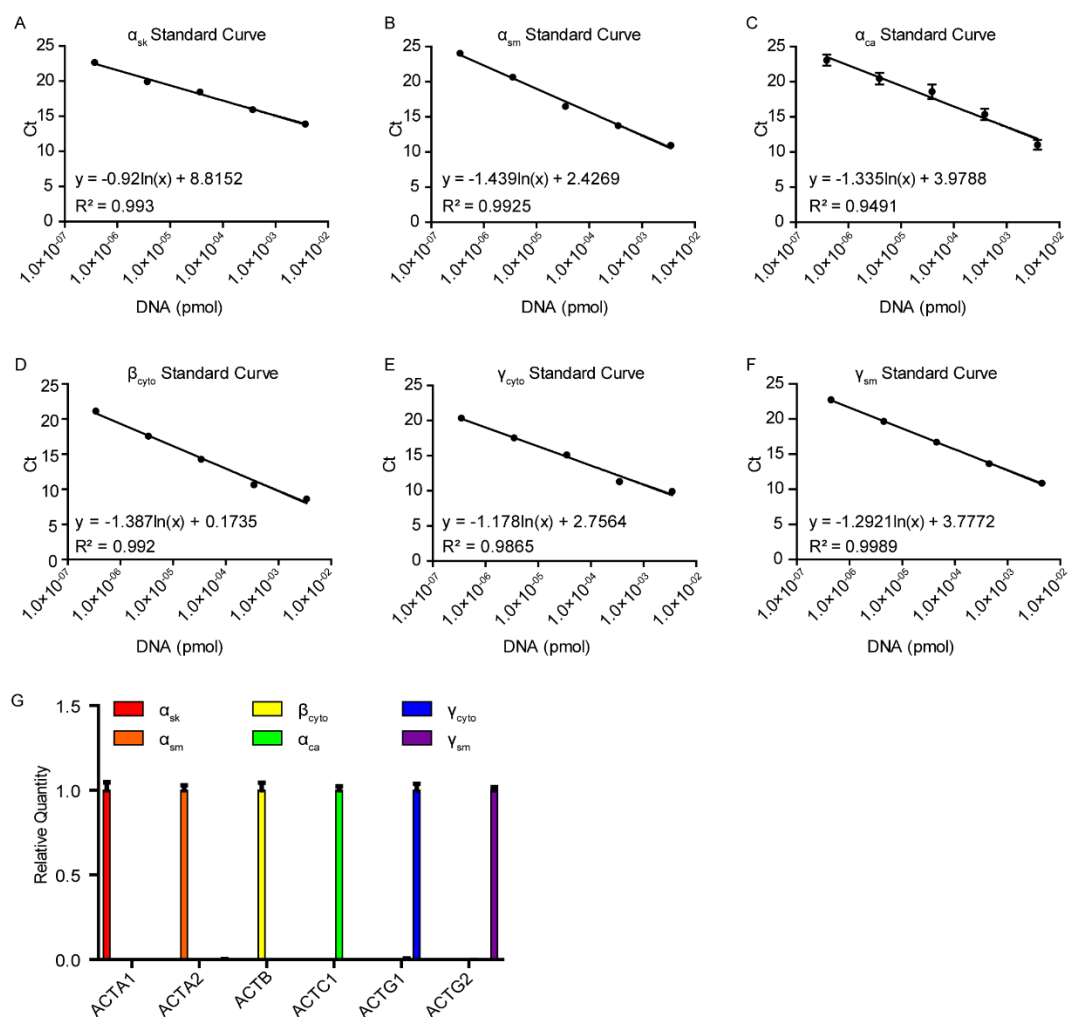 A
αsk Standard Curve
25
20
15
10
5
0
Ct
y = -0.92ln(x) + 8.8152
R² = 0.993
1.0×10⁻⁰⁷
1.0×10⁻⁰⁶
1.0×10⁻⁰⁵
1.0×10⁻⁰⁴
1.0×10⁻⁰³
1.0×10⁻⁰²
DNA (pmol)
B
αsm Standard Curve
25
20
15
10
5
0
Ct
y = -1.439ln(x) + 2.4269
R² = 0.9925
1.0×10⁻⁰⁷
1.0×10⁻⁰⁶
1.0×10⁻⁰⁵
1.0×10⁻⁰⁴
1.0×10⁻⁰³
1.0×10⁻⁰²
DNA (pmol)
C
αca Standard Curve
25
20
15
10
5
0
Ct
y = -1.335ln(x) + 3.9788
R² = 0.9491
1.0×10⁻⁰⁷
1.0×10⁻⁰⁶
1.0×10⁻⁰⁵
1.0×10⁻⁰⁴
1.0×10⁻⁰³
1.0×10⁻⁰²
DNA (pmol)
D
βcyto Standard Curve
25
20
15
10
5
0
Ct
y = -1.387ln(x) + 0.1735
R² = 0.992
1.0×10⁻⁰⁷
1.0×10⁻⁰⁶
1.0×10⁻⁰⁵
1.0×10⁻⁰⁴
1.0×10⁻⁰³
1.0×10⁻⁰²
DNA (pmol)
E
γcyto Standard Curve
25
20
15
10
5
0
Ct
y = -1.178ln(x) + 2.7564
R² = 0.9865
1.0×10⁻⁰⁷
1.0×10⁻⁰⁶
1.0×10⁻⁰⁵
1.0×10⁻⁰⁴
1.0×10⁻⁰³
1.0×10⁻⁰²
DNA (pmol)
F
γsm Standard Curve
25
20
15
10
5
0
Ct
y = -1.2921ln(x) + 3.7772
R² = 0.9989
1.0×10⁻⁰⁷
1.0×10⁻⁰⁶
1.0×10⁻⁰⁵
1.0×10⁻⁰⁴
1.0×10⁻⁰³
1.0×10⁻⁰²
DNA (pmol)
G
αsk βcyto γcyto
αsm αca γsm
1.5
1.0
0.5
0.0
Relative Quantity
ACTA1
ACTA2
ACTB
ACTC1
ACTG1
ACTG2